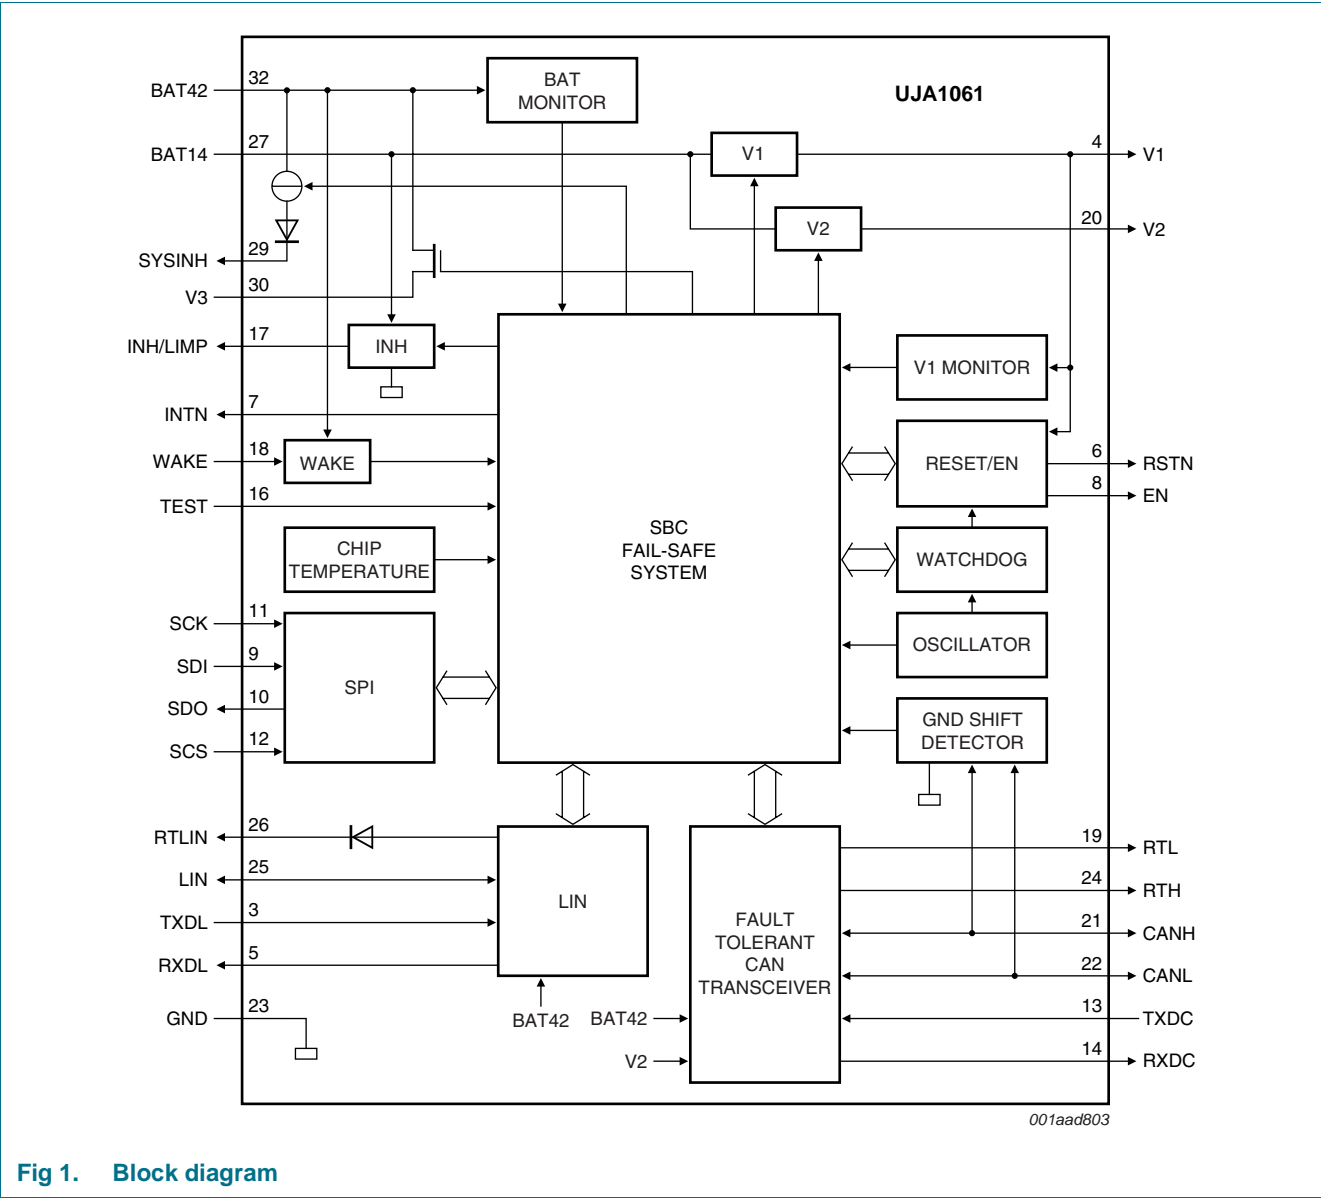 UJA1061
BAT42
32
BAT
MONITOR
BAT14
27
V1
4
V1
V2
20
V2
SYSINH
29
V3
30
INH/LIMP
17
INH
V1 MONITOR
INTN
7
WAKE
18
WAKE
RESET/EN
6
RSTN
8
EN
TEST
16
SBC
FAIL-SAFE
SYSTEM
CHIP
TEMPERATURE
WATCHDOG
SCK
11
OSCILLATOR
SDI
9
SPI
SDO
10
SCS
12
GND SHIFT
DETECTOR
RTLIN
26
LIN
25
LIN
TXDL
3
RXDL
5
GND
23
BAT42
FAULT
TOLERANT
CAN
TRANSCEIVER
BAT42
V2
19
RTL
24
RTH
21
CANH
22
CANL
13
TXDC
14
RXDC
001aad803
Fig 1. Block diagram